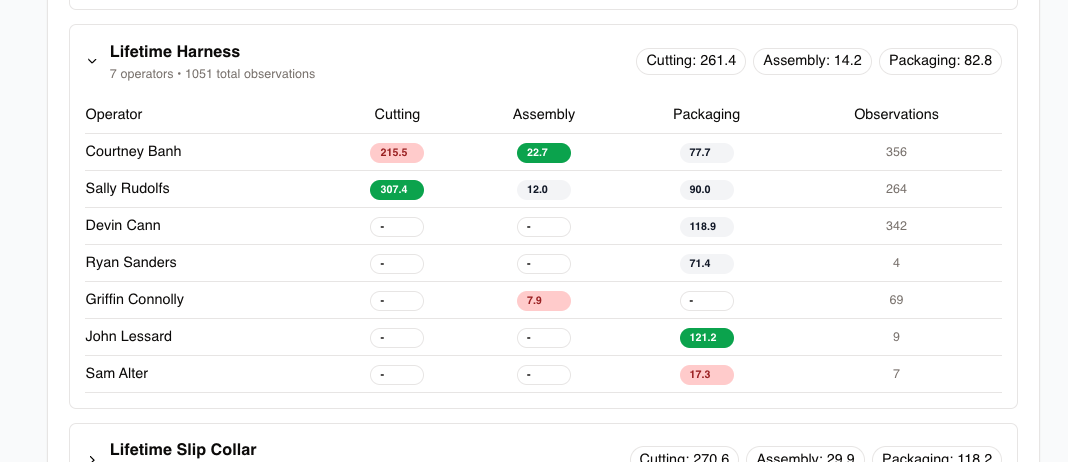 Lifetime Harness
7 operators • 1051 total observations
Cutting: 261.4 Assembly: 14.2 Packaging: 82.8
Operator Cutting Assembly Packaging Observations
Courtney Banh 215.5 22.7 77.7 356
Sally Rudolfs 307.4 12.0 90.0 264
Devin Cann - - 118.9 342
Ryan Sanders - - 71.4 4
Griffin Connolly - 7.9 - 69
John Lessard - - 121.2 9
Sam Alter - - 17.3 7
Lifetime Slip Collar
Cutting: 270.6 Assembly: 29.9 Packaging: 118.2